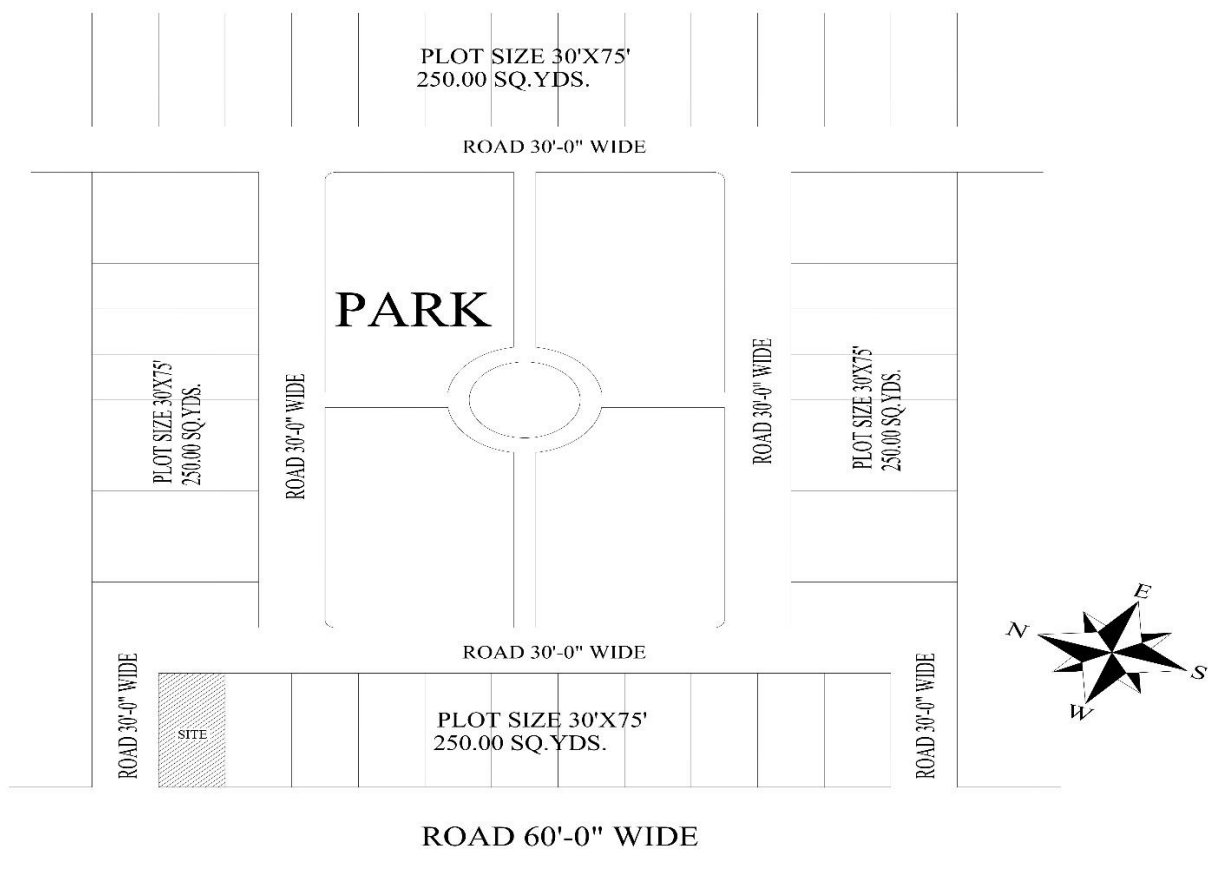 PLOT SIZE 30'X75'
250.00 SQ.YDS.
ROAD 30'-0" WIDE
PARK
PLOT SIZE 30'X75'
250.00 SQ.YDS.
ROAD 30'-0" WIDE
ROAD 30'-0" WIDE
PLOT SIZE 30'X75'
250.00 SQ.YDS.
E
N
S
W
ROAD 30'-0" WIDE
ROAD 30'-0" WIDE
SITE
PLOT SIZE 30'X75'
250.00 SQ.YDS.
ROAD 30'-0" WIDE
ROAD 60'-0" WIDE